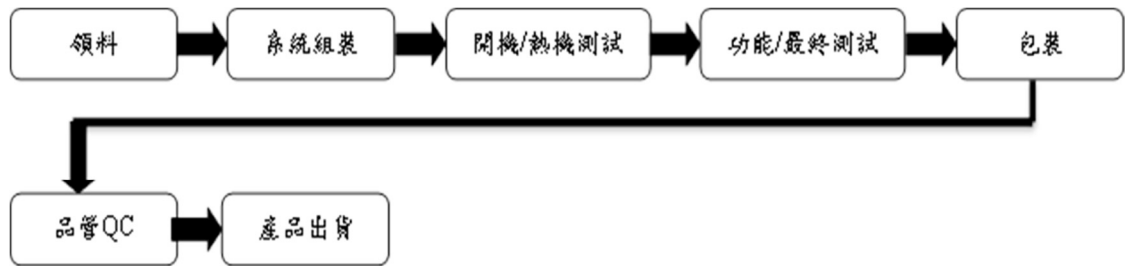 領料
系統組裝
開機/熱機測試
功能/最終測試
包裝
品管QC
產品出貨